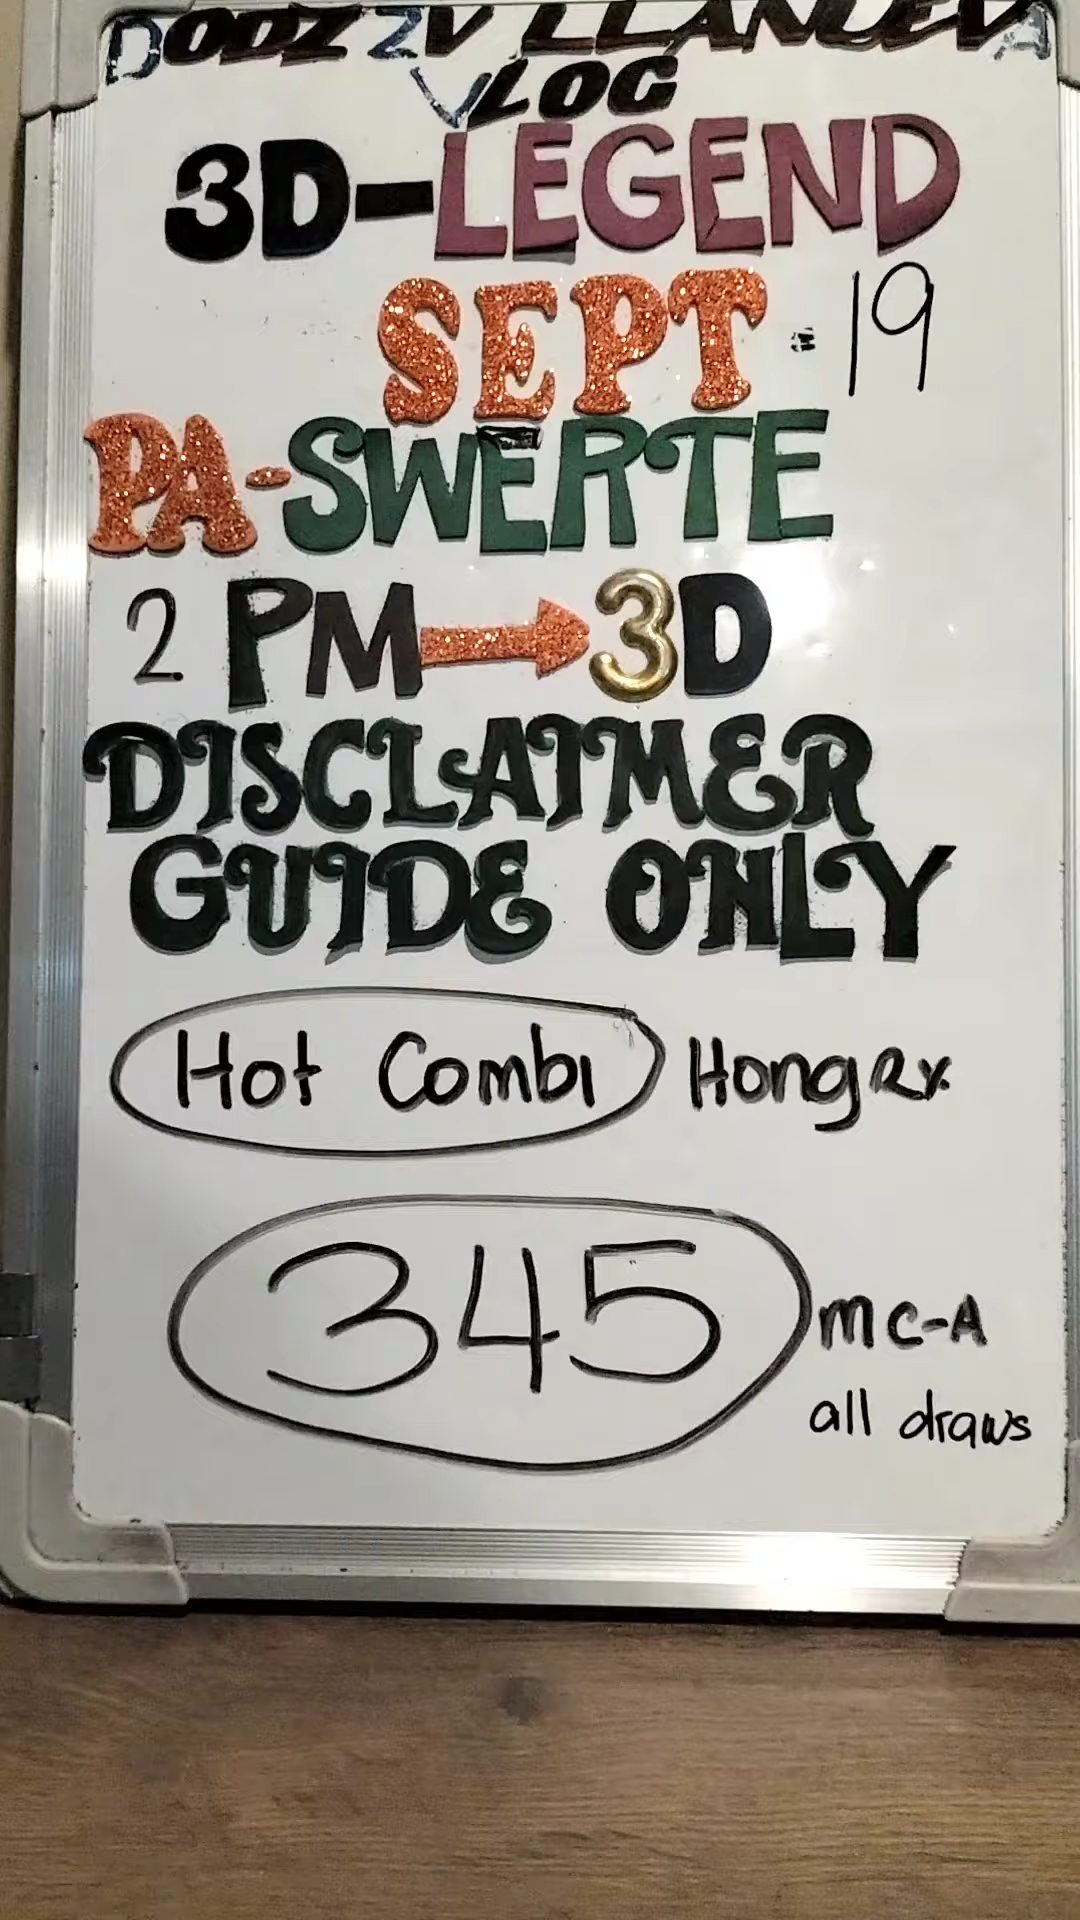 DODZ ZV LLANUEVA
VLOG
3D-LEGEND
SEPT - 19
PA-SWERTE
2 PM → 3D
DISCLAIMER
GUIDE ONLY
Hot Combi
345 mc-A
all draws